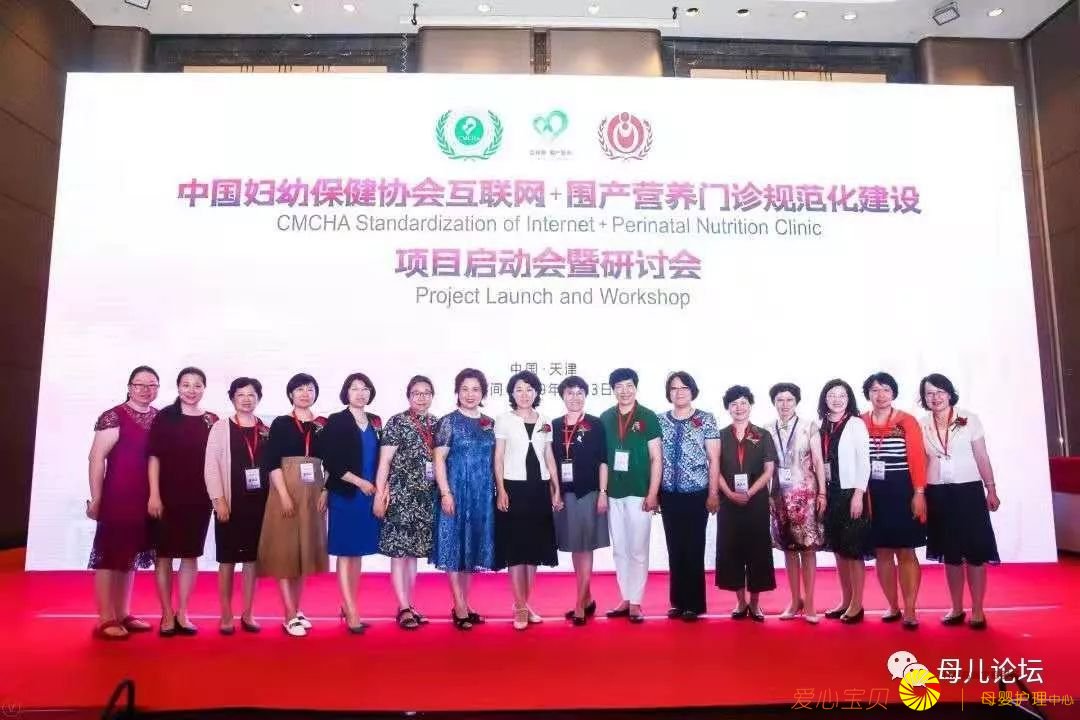 CMCHA
中国妇幼保健协会互联网+围产营养门诊规范化建设
CMCHA Standardization of Internet+Perinatal Nutrition Clinic
项目启动会暨研讨会
Project Launch and Workshop
中国·天津
母儿论坛
爱心宝贝 | 母婴护理中心